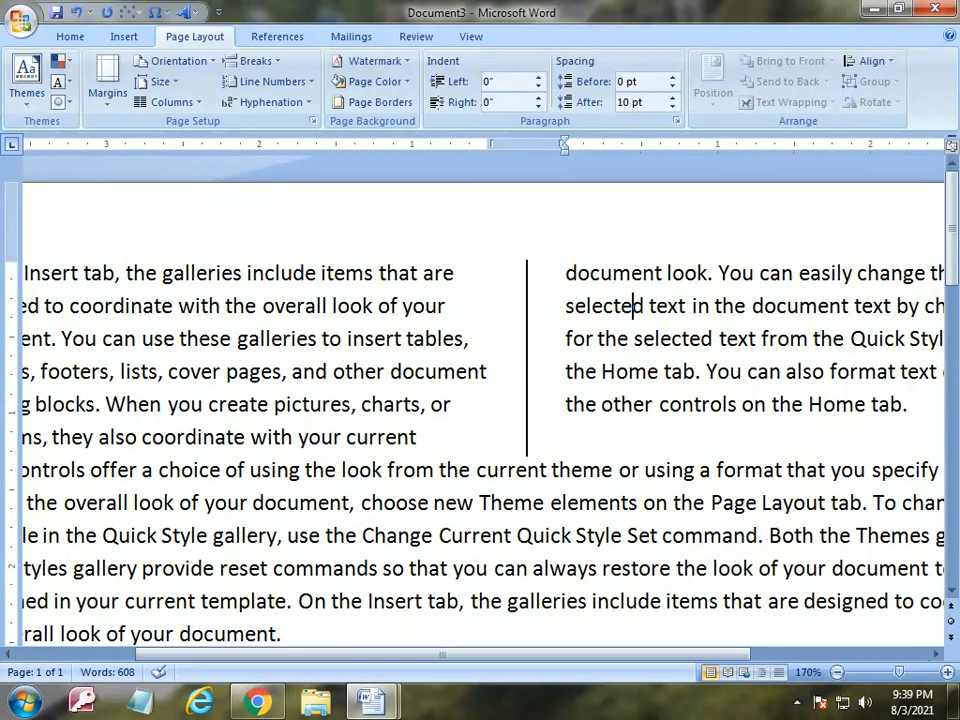 Document3 - Microsoft Word
Home Insert Page Layout References Mailings Review View
Themes
Themes
Margins
Orientation
Size
Columns
Breaks
Line Numbers
Hyphenation
Page Setup
Watermark
Page Color
Page Borders
Page Background
Indent
Left: 0"
Right: 0"
Spacing
Before: 0 pt
After: 10 pt
Paragraph
Position
Bring to Front
Send to Back
Text Wrapping
Align
Group
Rotate
Arrange
3 2 1 1 2
Insert tab, the galleries include items that are
ed to coordinate with the overall look of your
ent. You can use these galleries to insert tables,
s, footers, lists, cover pages, and other document
g blocks. When you create pictures, charts, or
ms, they also coordinate with your current
document look. You can easily change th
selected text in the document text by ch
for the selected text from the Quick Styl
the Home tab. You can also format text
the other controls on the Home tab.
ontrols offer a choice of using the look from the current theme or using a format that you specify
the overall look of your document, choose new Theme elements on the Page Layout tab. To chan
le in the Quick Style gallery, use the Change Current Quick Style Set command. Both the Themes g
tyles gallery provide reset commands so that you can always restore the look of your document t
ned in your current template. On the Insert tab, the galleries include items that are designed to co
rall look of your document.
Page: 1 of 1 Words: 608 170%
9:39 PM
8/3/2021